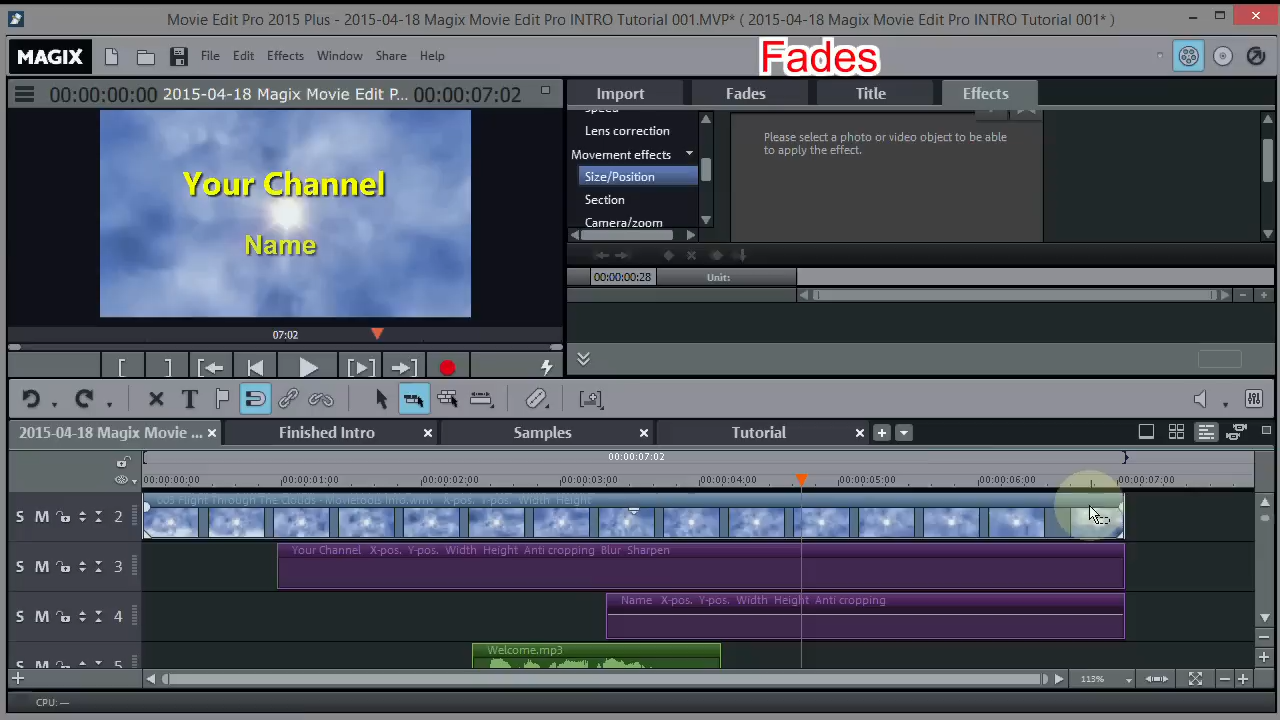 Movie Edit Pro 2015 Plus - 2015-04-18 Magix Movie Edit Pro INTRO Tutorial 001.MVP* ( 2015-04-18 Magix Movie Edit Pro INTRO Tutorial 001* )
MAGIX File Edit Effects Window Share Help
Fades
00:00:00:00 2015-04-18 Magix Movie Edit P... 00:00:07:02
Import Fades Title Effects
Your Channel
Name
Speed
Lens correction
Movement effects
Size/Position
Section
Camera/zoom
Please select a photo or video object to be able
to apply the effect.
00:00:00:28 Unit:
07:02
2015-04-18 Magix Movie ... Finished Intro Samples Tutorial
00:00:07:02
00:00:00:00 00:00:01:00 00:00:02:00 00:00:03:00 00:00:04:00 00:00:05:00 00:00:06:00 00:00:07:00
003 Flight Through The clouds - Movietools Info.wmv X-pos. Y-pos. Width Height
S M 2
Your Channel X-pos. Y-pos. Width Height Anti cropping Blur Sharpen
S M 3
Name X-pos. Y-pos. Width Height Anti cropping
S M 4
Welcome.mp3
S M 5
113%
CPU: —